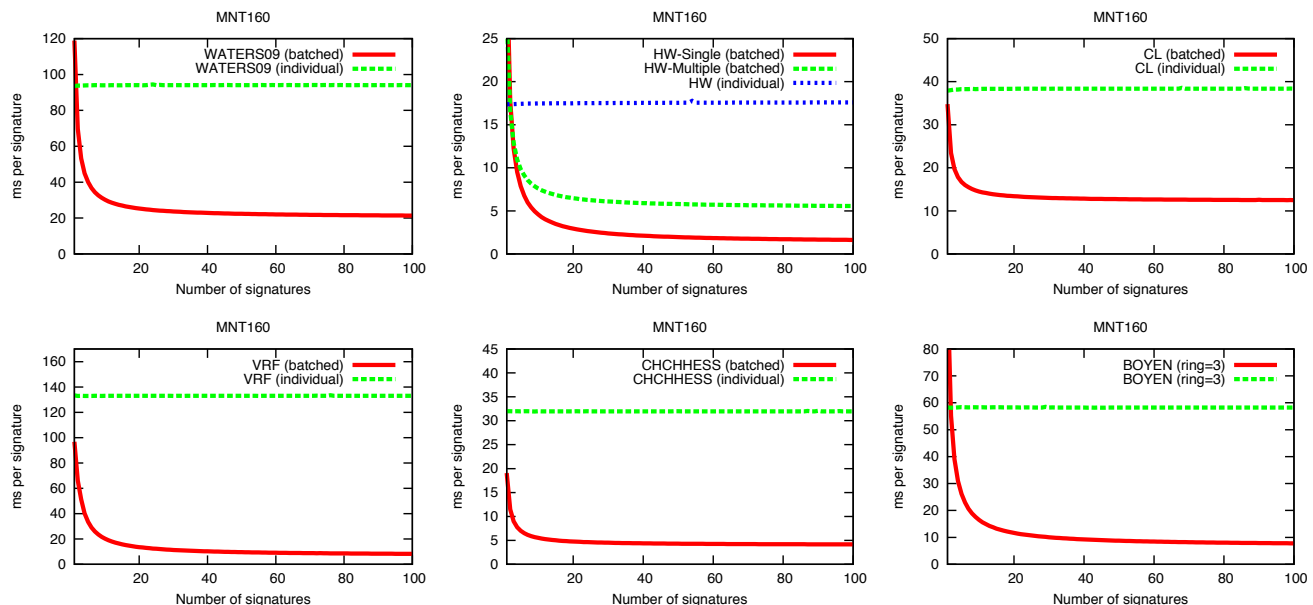 MNT160
WATERS09 (batched)
WATERS09 (individual)
120
100
80
60
40
20
0
20
40
60
80
100
ms per signature
Number of signatures
MNT160
HW-Single (batched)
HW-Multiple (batched)
HW (individual)
25
20
15
10
5
0
20
40
60
80
100
ms per signature
Number of signatures
MNT160
CL (batched)
CL (individual)
50
40
30
20
10
0
20
40
60
80
100
ms per signature
Number of signatures
MNT160
VRF (batched)
VRF (individual)
160
140
120
100
80
60
40
20
0
20
40
60
80
100
ms per signature
Number of signatures
MNT160
CHCHHESS (batched)
CHCHHESS (individual)
45
40
35
30
25
20
15
10
5
0
20
40
60
80
100
ms per signature
Number of signatures
MNT160
BOYEN (ring=3)
BOYEN (ring=3)
80
70
60
50
40
30
20
10
0
20
40
60
80
100
ms per signature
Number of signatures